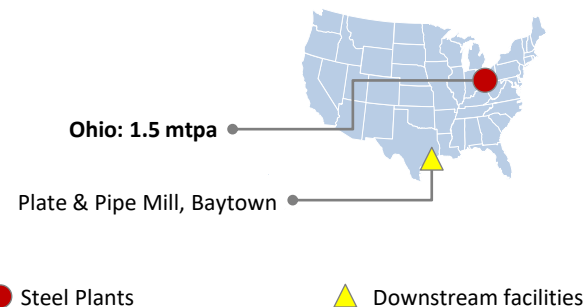 Ohio: 1.5 mtpa
Plate & Pipe Mill, Baytown
Steel Plants
Downstream facilities